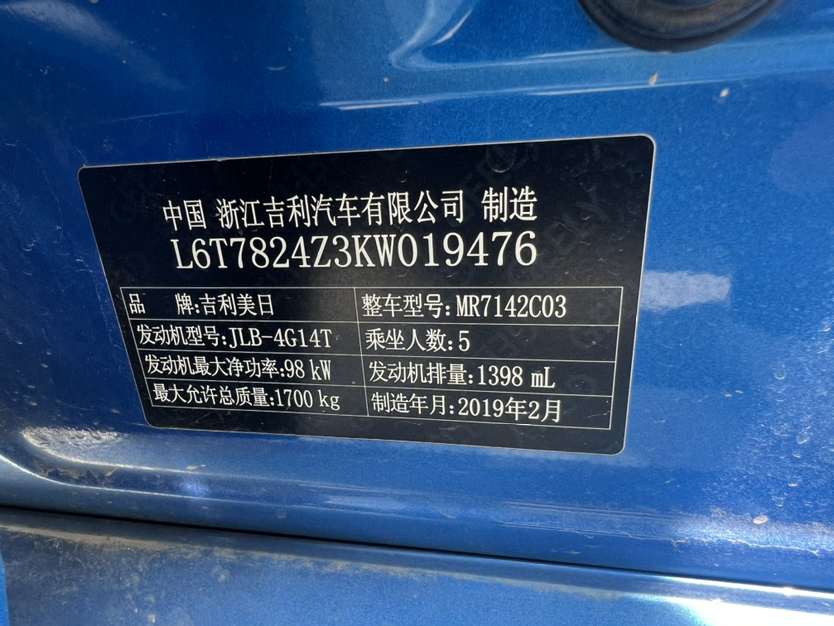 中国 浙江吉利汽车有限公司 制造
L6T7824Z3KW019476
品 牌:吉利美日 整车型号:MR7142C03
发动机型号:JLB-4G14T 乘坐人数:5
发动机最大净功率:98 kW 发动机排量:1398 mL
最大允许总质量:1700 kg 制造年月:2019年2月